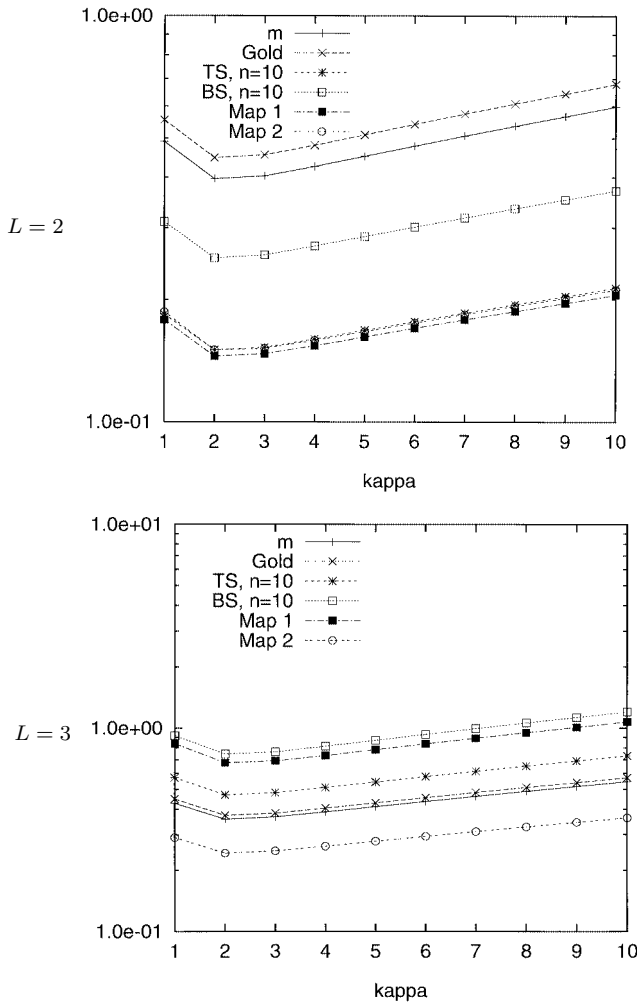 1.0e+00
m
Gold
TS, n=10
BS, n=10
Map 1
Map 2
L = 2
1.0e-01
1 2 3 4 5 6 7 8 9 10
kappa
1.0e+01
m
Gold
TS, n=10
BS, n=10
Map 1
Map 2
L = 3
1.0e+00
1.0e-01
1 2 3 4 5 6 7 8 9 10
kappa